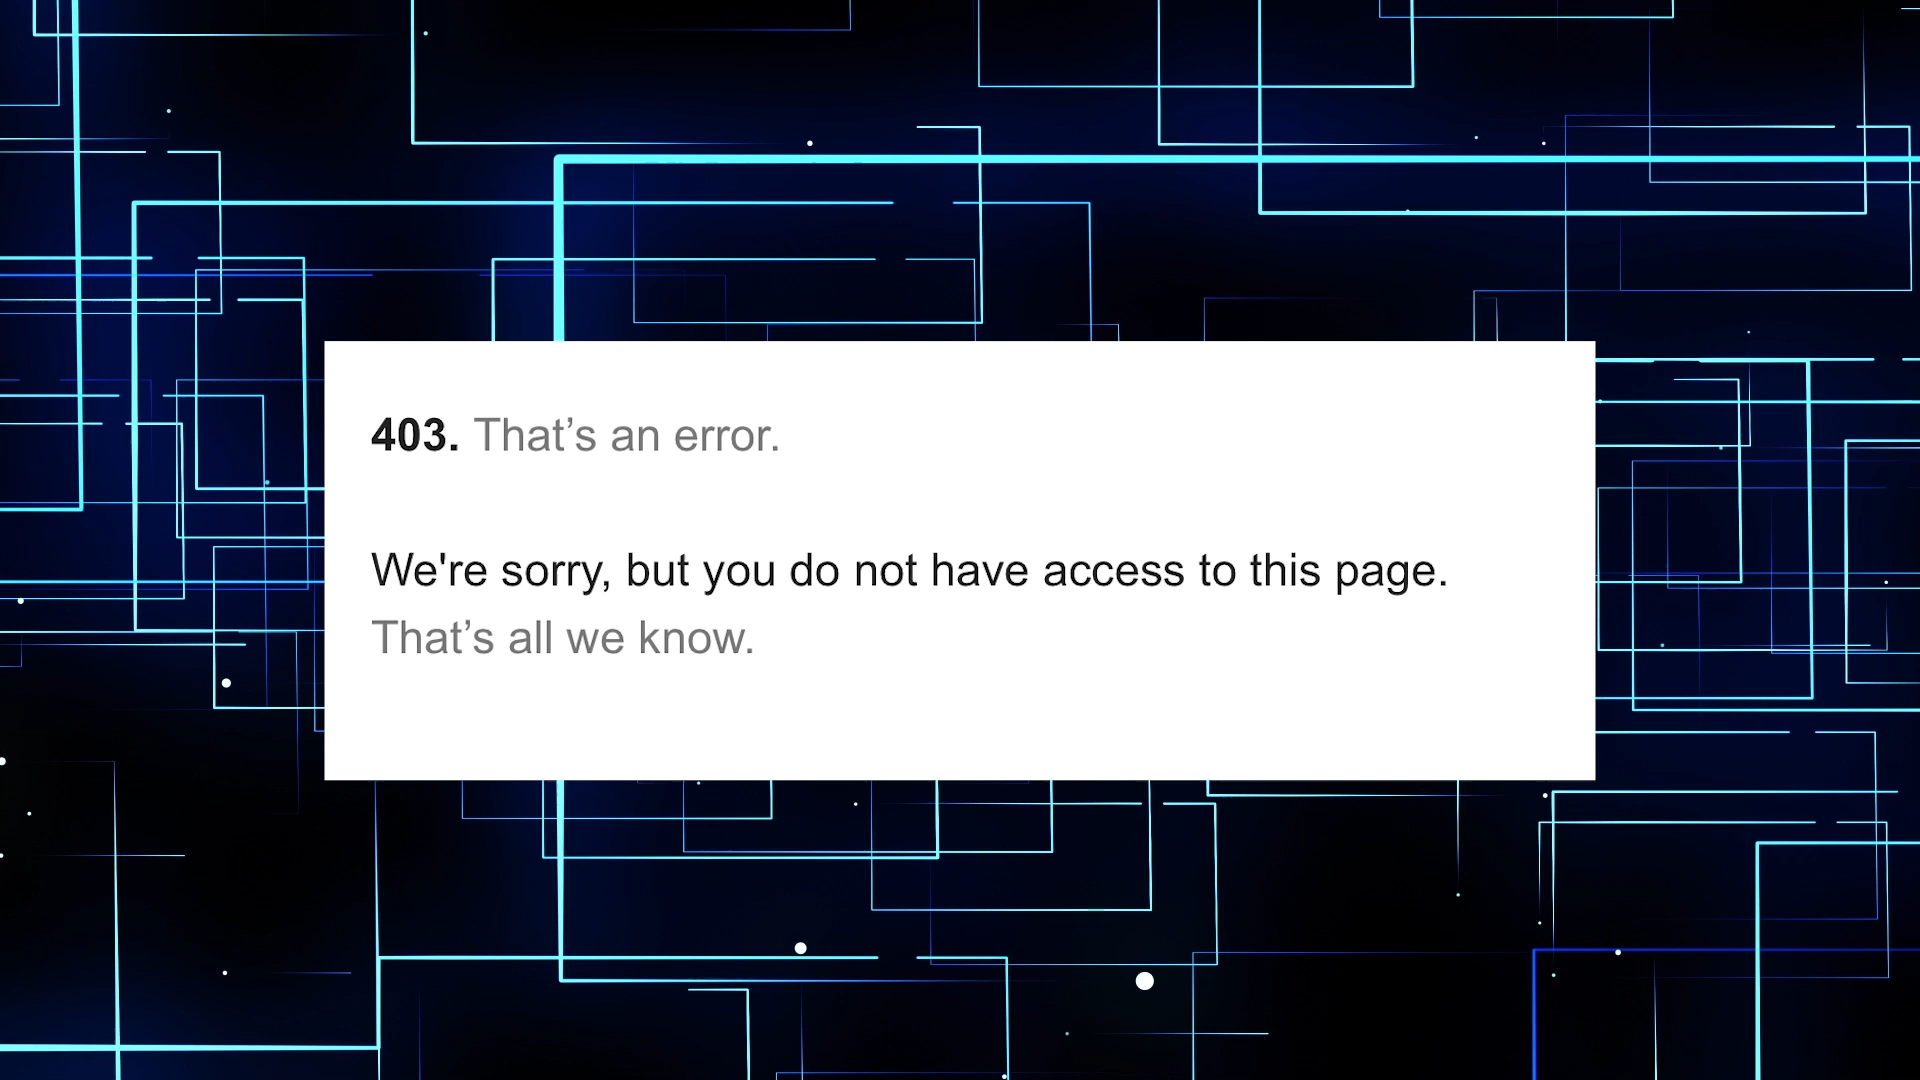 403. That’s an error.
We're sorry, but you do not have access to this page.
That’s all we know.